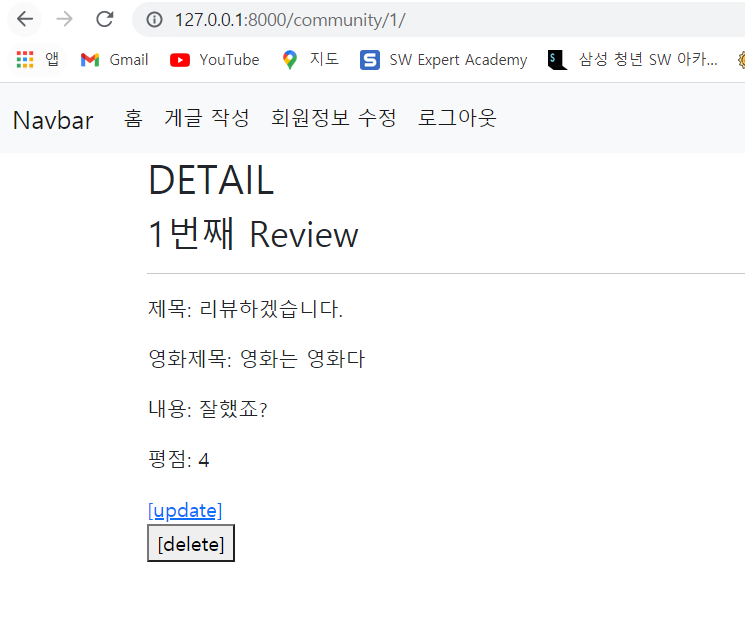 127.0.0.1:8000/community/1/
앱 Gmail YouTube 지도 S SW Expert Academy S 삼성 청년 SW 아카...
Navbar 홈 게글 작성 회원정보 수정 로그아웃
DETAIL
1번째 Review
제목: 리뷰하겠습니다.
영화제목: 영화는 영화다
내용: 잘했죠?
평점: 4
[update]
[delete]